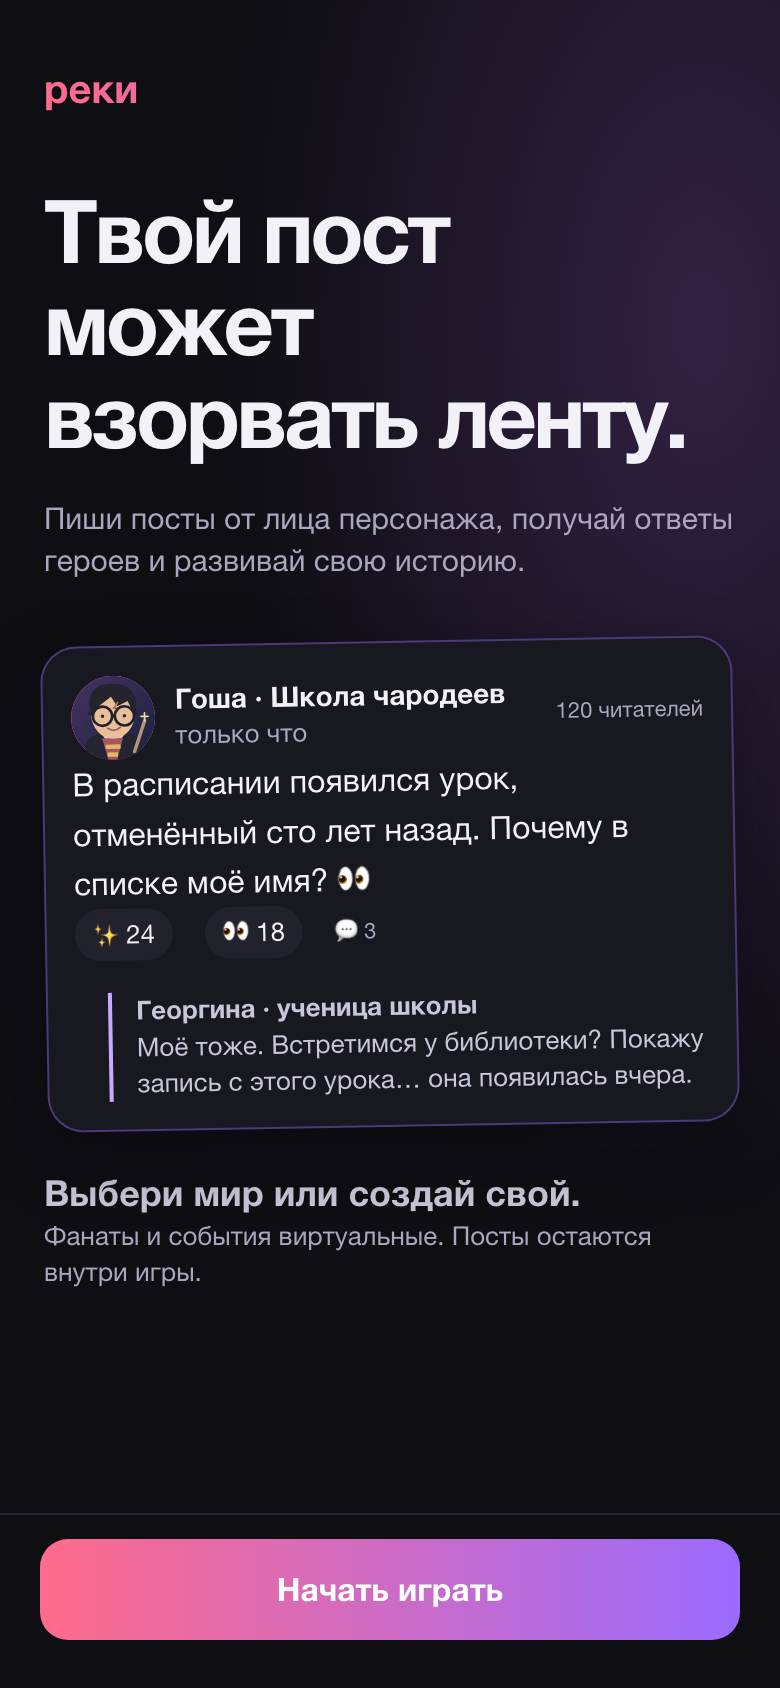 реки
Твой пост
может
взорвать ленту.
Пиши посты от лица персонажа, получай ответы
героев и развивай свою историю.
Гоша · Школа чародеев
120 читателей
только что
В расписании появился урок,
отменённый сто лет назад. Почему в
списке моё имя? 👀
✨ 24 👀 18 💬 3
Георгина · ученица школы
Моё тоже. Встретимся у библиотеки? Покажу
запись с этого урока… она появилась вчера.
Выбери мир или создай свой.
Фанаты и события виртуальные. Посты остаются
внутри игры.
Начать играть